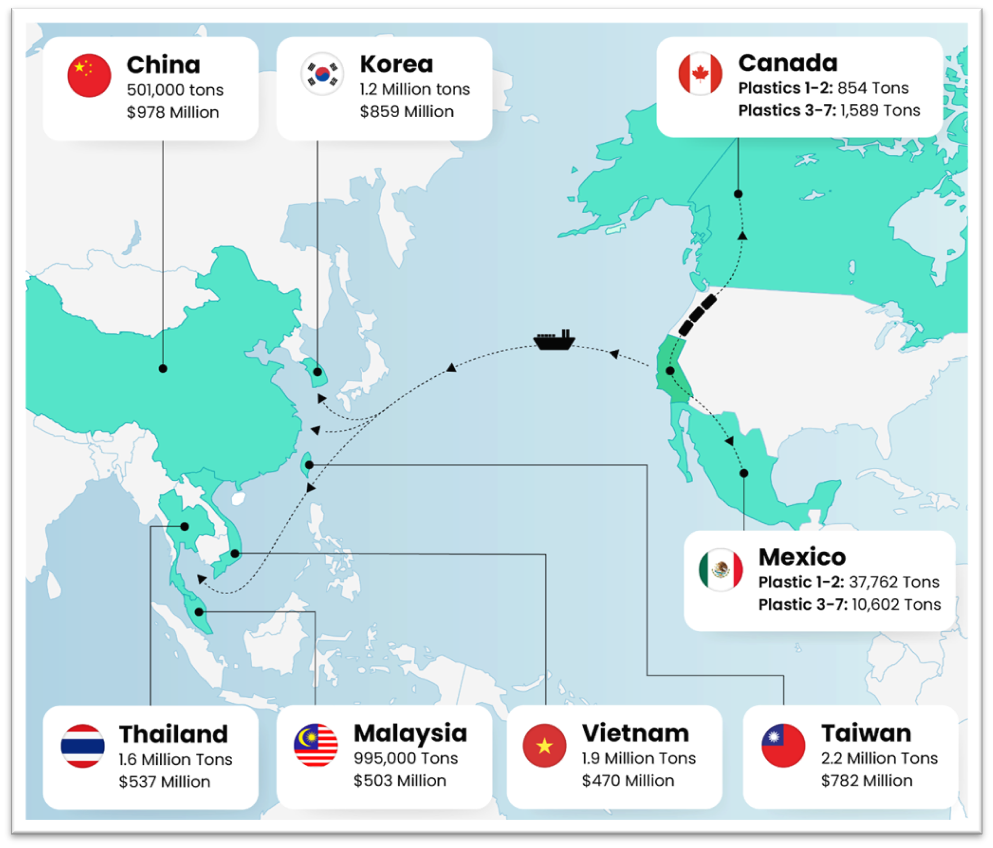 China
501,000 tons
$978 Million
Korea
1.2 Million tons
$859 Million
Canada
Plastics 1-2: 854 Tons
Plastics 3-7: 1,589 Tons
Mexico
Plastic 1-2: 37,762 Tons
Plastic 3-7: 10,602 Tons
Thailand
1.6 Million Tons
$537 Million
Malaysia
995,000 Tons
$503 Million
Vietnam
1.9 Million Tons
$470 Million
Taiwan
2.2 Million Tons
$782 Million